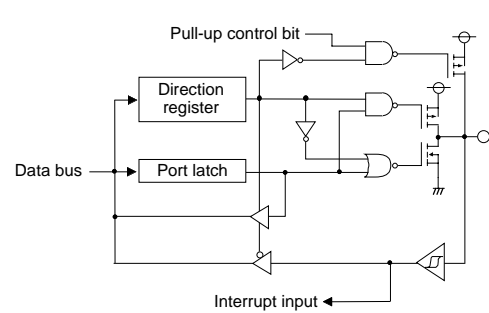 Pull-up control bit
Direction
register
Data bus
Port latch
Interrupt input